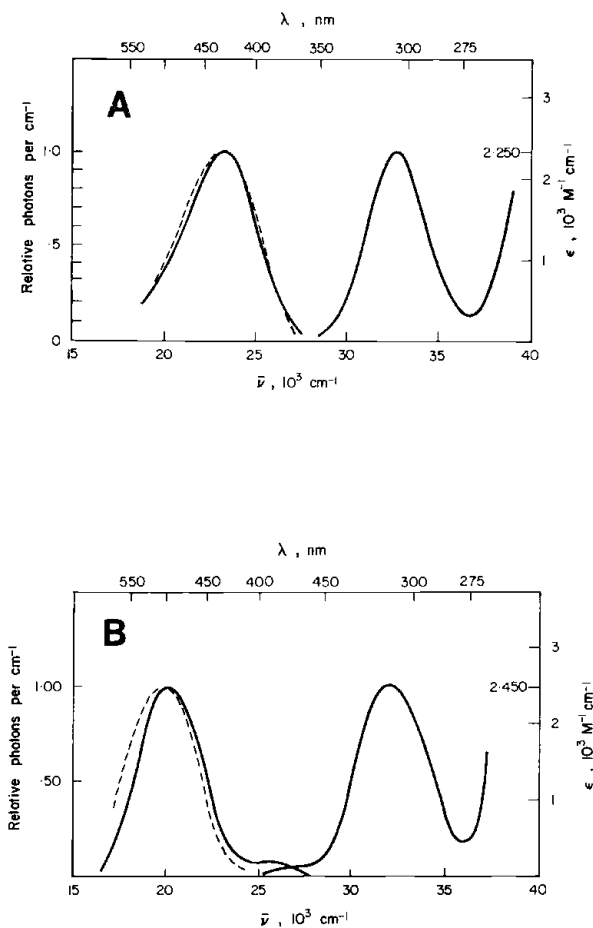 λ , nm
550 450 400 350 300 275
A
Relative photons per cm⁻¹
1·0
·5
0
3
2·250
2
1
ε , 10³ M⁻¹ cm⁻¹
15 20 25 30 35 40
ν̄ , 10³ cm⁻¹
λ , nm
550 450 400 450 300 275
B
Relative photons per cm⁻¹
1·00
·50
3
2·450
2
1
ε , 10³ M⁻¹ cm⁻¹
15 20 25 30 35 40
ν̄ , 10³ cm⁻¹